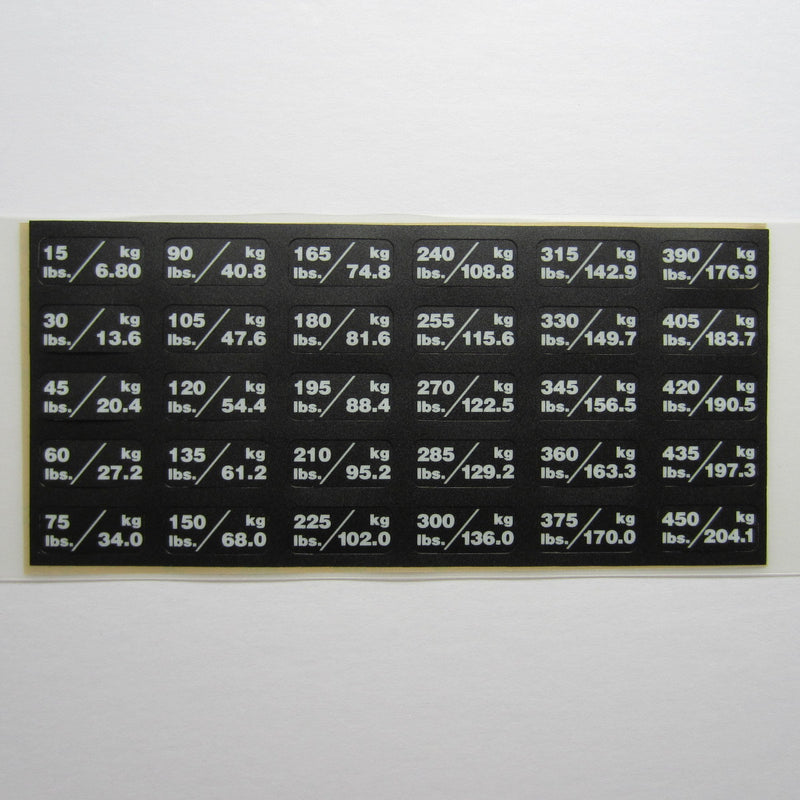 15 kg 90 kg 165 kg 240 kg 315 kg 390 kg
lbs./6.80 lbs./40.8 lbs./74.8 lbs./108.8 lbs./142.9 lbs./176.9
30 kg 105 kg 180 kg 255 kg 330 kg 405 kg
lbs./13.6 lbs./47.6 lbs./81.6 lbs./115.6 lbs./149.7 lbs./183.7
45 kg 120 kg 195 kg 270 kg 345 kg 420 kg
lbs./20.4 lbs./54.4 lbs./88.4 lbs./122.5 lbs./156.5 lbs./190.5
60 kg 135 kg 210 kg 285 kg 360 kg 435 kg
lbs./27.2 lbs./61.2 lbs./95.2 lbs./129.2 lbs./163.3 lbs./197.3
75 kg 150 kg 225 kg 300 kg 375 kg 450 kg
lbs./34.0 lbs./68.0 lbs./102.0 lbs./136.0 lbs./170.0 lbs./204.1